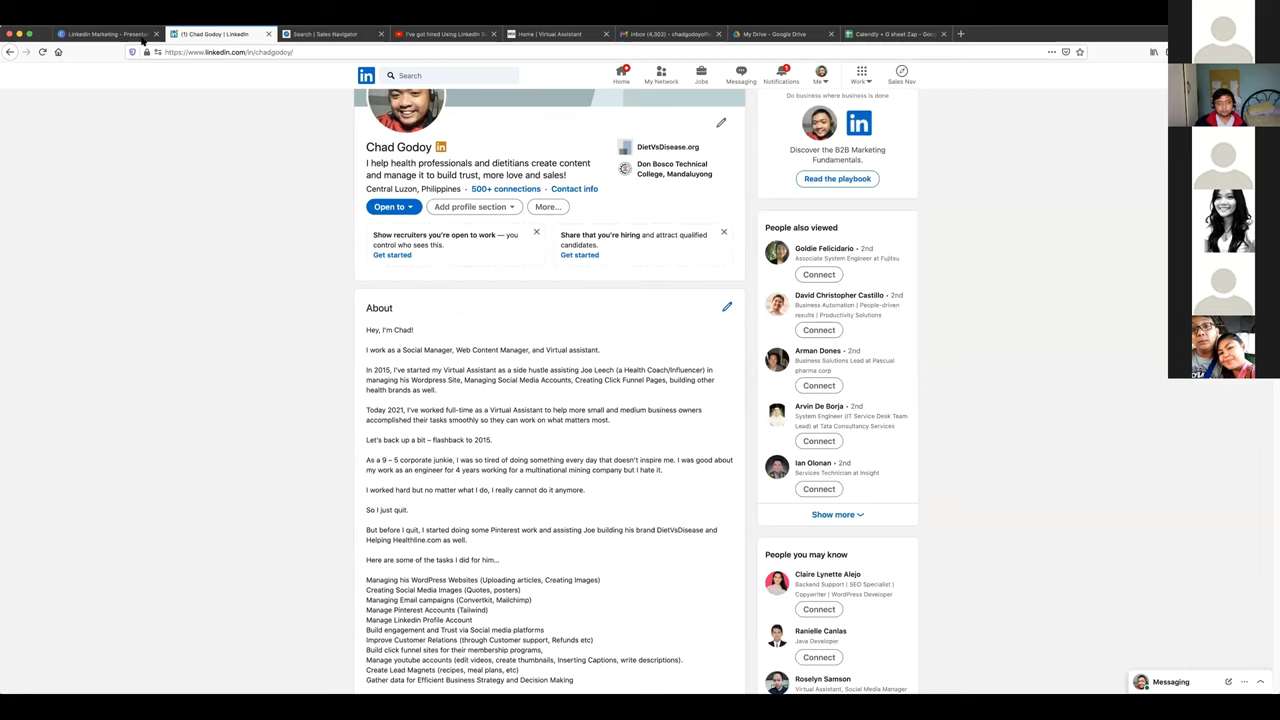 Linkedin Marketing - Presentat
(1) Chad Godoy | LinkedIn
Search | Sales Navigator
I've got hired Using LinkedIn Sa
Home | Virtual Assistant
Inbox (4,302) - chadgodoyoff
My Drive - Google Drive
Calendly + G sheet Zap - Goo
https://www.linkedin.com/in/chadgodoy/
Search
Home
My Network
Jobs
Messaging
Notifications
Me
Work
Sales Nav
Chad Godoy
I help health professionals and dietitians create content
and manage it to build trust, more love and sales!
Central Luzon, Philippines · 500+ connections · Contact info
DietVsDisease.org
Don Bosco Technical
College, Mandaluyong
Open to
Add profile section
More...
Show recruiters you're open to work — you
control who sees this.
Get started
Share that you're hiring and attract qualified
candidates.
Get started
About
Hey, I'm Chad!
I work as a Social Manager, Web Content Manager, and Virtual assistant.
In 2015, I've started my Virtual Assistant as a side hustle assisting Joe Leech (a Health Coach/Influencer) in
managing his Wordpress Site, Managing Social Media Accounts, Creating Click Funnel Pages, building other
health brands as well.
Today 2021, I've worked full-time as a Virtual Assistant to help more small and medium business owners
accomplished their tasks smoothly so they can work on what matters most.
Let's back up a bit – flashback to 2015.
As a 9 – 5 corporate junkie, I was so tired of doing something every day that doesn't inspire me. I was good about
my work as an engineer for 4 years working for a multinational mining company but I hate it.
I worked hard but no matter what I do, I really cannot do it anymore.
So I just quit.
But before I quit, I started doing some Pinterest work and assisting Joe building his brand DietVsDisease and
Helping Healthline.com as well.
Here are some of the tasks I did for him...
Managing his WordPress Websites (Uploading articles, Creating Images)
Creating Social Media Images (Quotes, posters)
Managing Email campaigns (Convertkit, Mailchimp)
Manage Pinterest Accounts (Tailwind)
Manage Linkedin Profile Account
Build engagement and Trust via Social media platforms
Improve Customer Relations (through Customer support, Refunds etc)
Build click funnel sites for their membership programs,
Manage youtube accounts (edit videos, create thumbnails, Inserting Captions, write descriptions).
Create Lead Magnets (recipes, meal plans, etc)
Gather data for Efficient Business Strategy and Decision Making
Do business where business is done
Discover the B2B Marketing
Fundamentals.
Read the playbook
People also viewed
Goldie Felicidario • 2nd
Associate System Engineer at Fujitsu
Connect
David Christopher Castillo • 2nd
Business Automation | People-driven
results | Productivity Solutions
Connect
Arman Dones • 2nd
Business Solutions Lead at Pascual
pharma corp
Connect
Arvin De Borja • 2nd
System Engineer (IT Service Desk Team
Lead) at Tata Consultancy Services
Connect
Ian Olonan • 2nd
Services Technician at Insight
Connect
Show more
People you may know
Claire Lynette Alejo
Backend Support | SEO Specialist |
Copywriter | WordPress Developer
Connect
Ranielle Canlas
Java Developer
Connect
Roselyn Samson
Virtual Assistant, Social Media Manager
Messaging